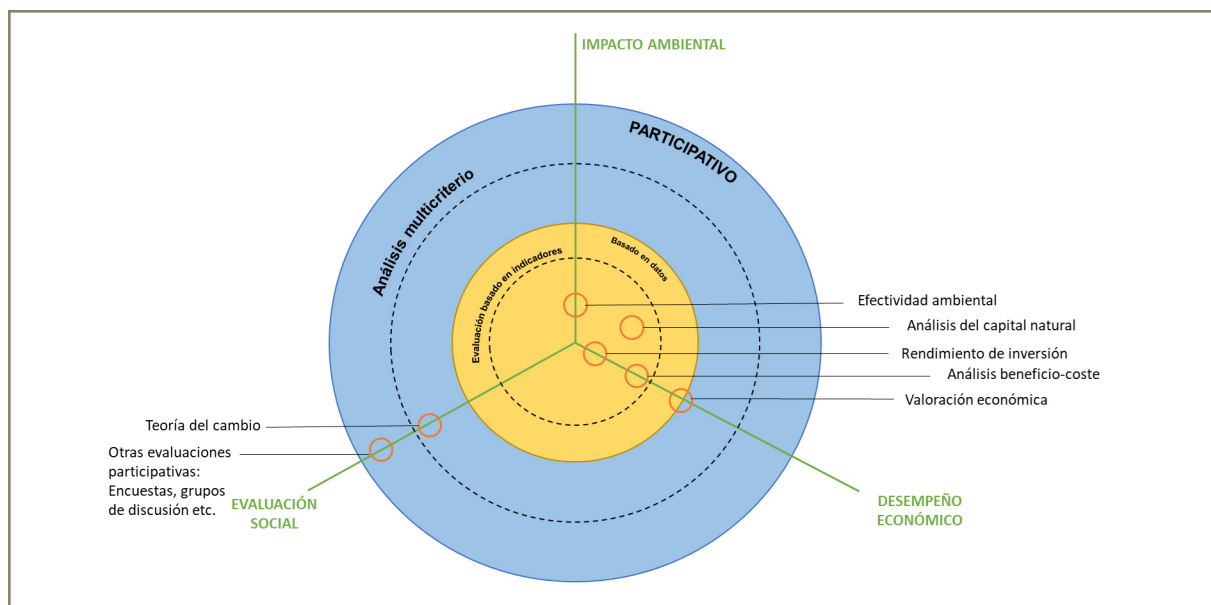 IMPACTO AMBIENTAL
PARTICIPATIVO
Análisis multicriterio
Basado en datos
Evaluación basado en indicadores
Efectividad ambiental
Análisis del capital natural
Rendimiento de inversión
Análisis beneficio-coste
Valoración económica
Teoría del cambio
Otras evaluaciones
participativas:
Encuestas, grupos
de discusión etc.
EVALUACIÓN
SOCIAL
DESEMPEÑO
ECONÓMICO